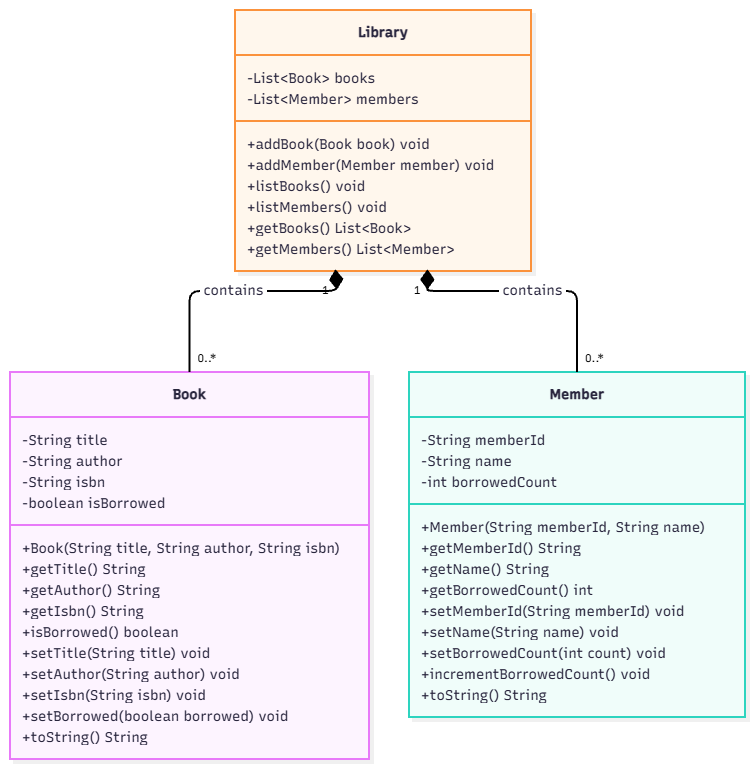 Library
-List<Book> books
-List<Member> members
+addBook(Book book) void
+addMember(Member member) void
+listBooks() void
+listMembers() void
+getBooks() List<Book>
+getMembers() List<Member>
contains
1
1
contains
0..*
0..*
Book
-String title
-String author
-String isbn
-boolean isBorrowed
+Book(String title, String author, String isbn)
+getTitle() String
+getAuthor() String
+getIsbn() String
+isBorrowed() boolean
+setTitle(String title) void
+setAuthor(String author) void
+setIsbn(String isbn) void
+setBorrowed(boolean borrowed) void
+toString() String
Member
-String memberId
-String name
-int borrowedCount
+Member(String memberId, String name)
+getMemberId() String
+getName() String
+getBorrowedCount() int
+setMemberId(String memberId) void
+setName(String name) void
+setBorrowedCount(int count) void
+incrementBorrowedCount() void
+toString() String